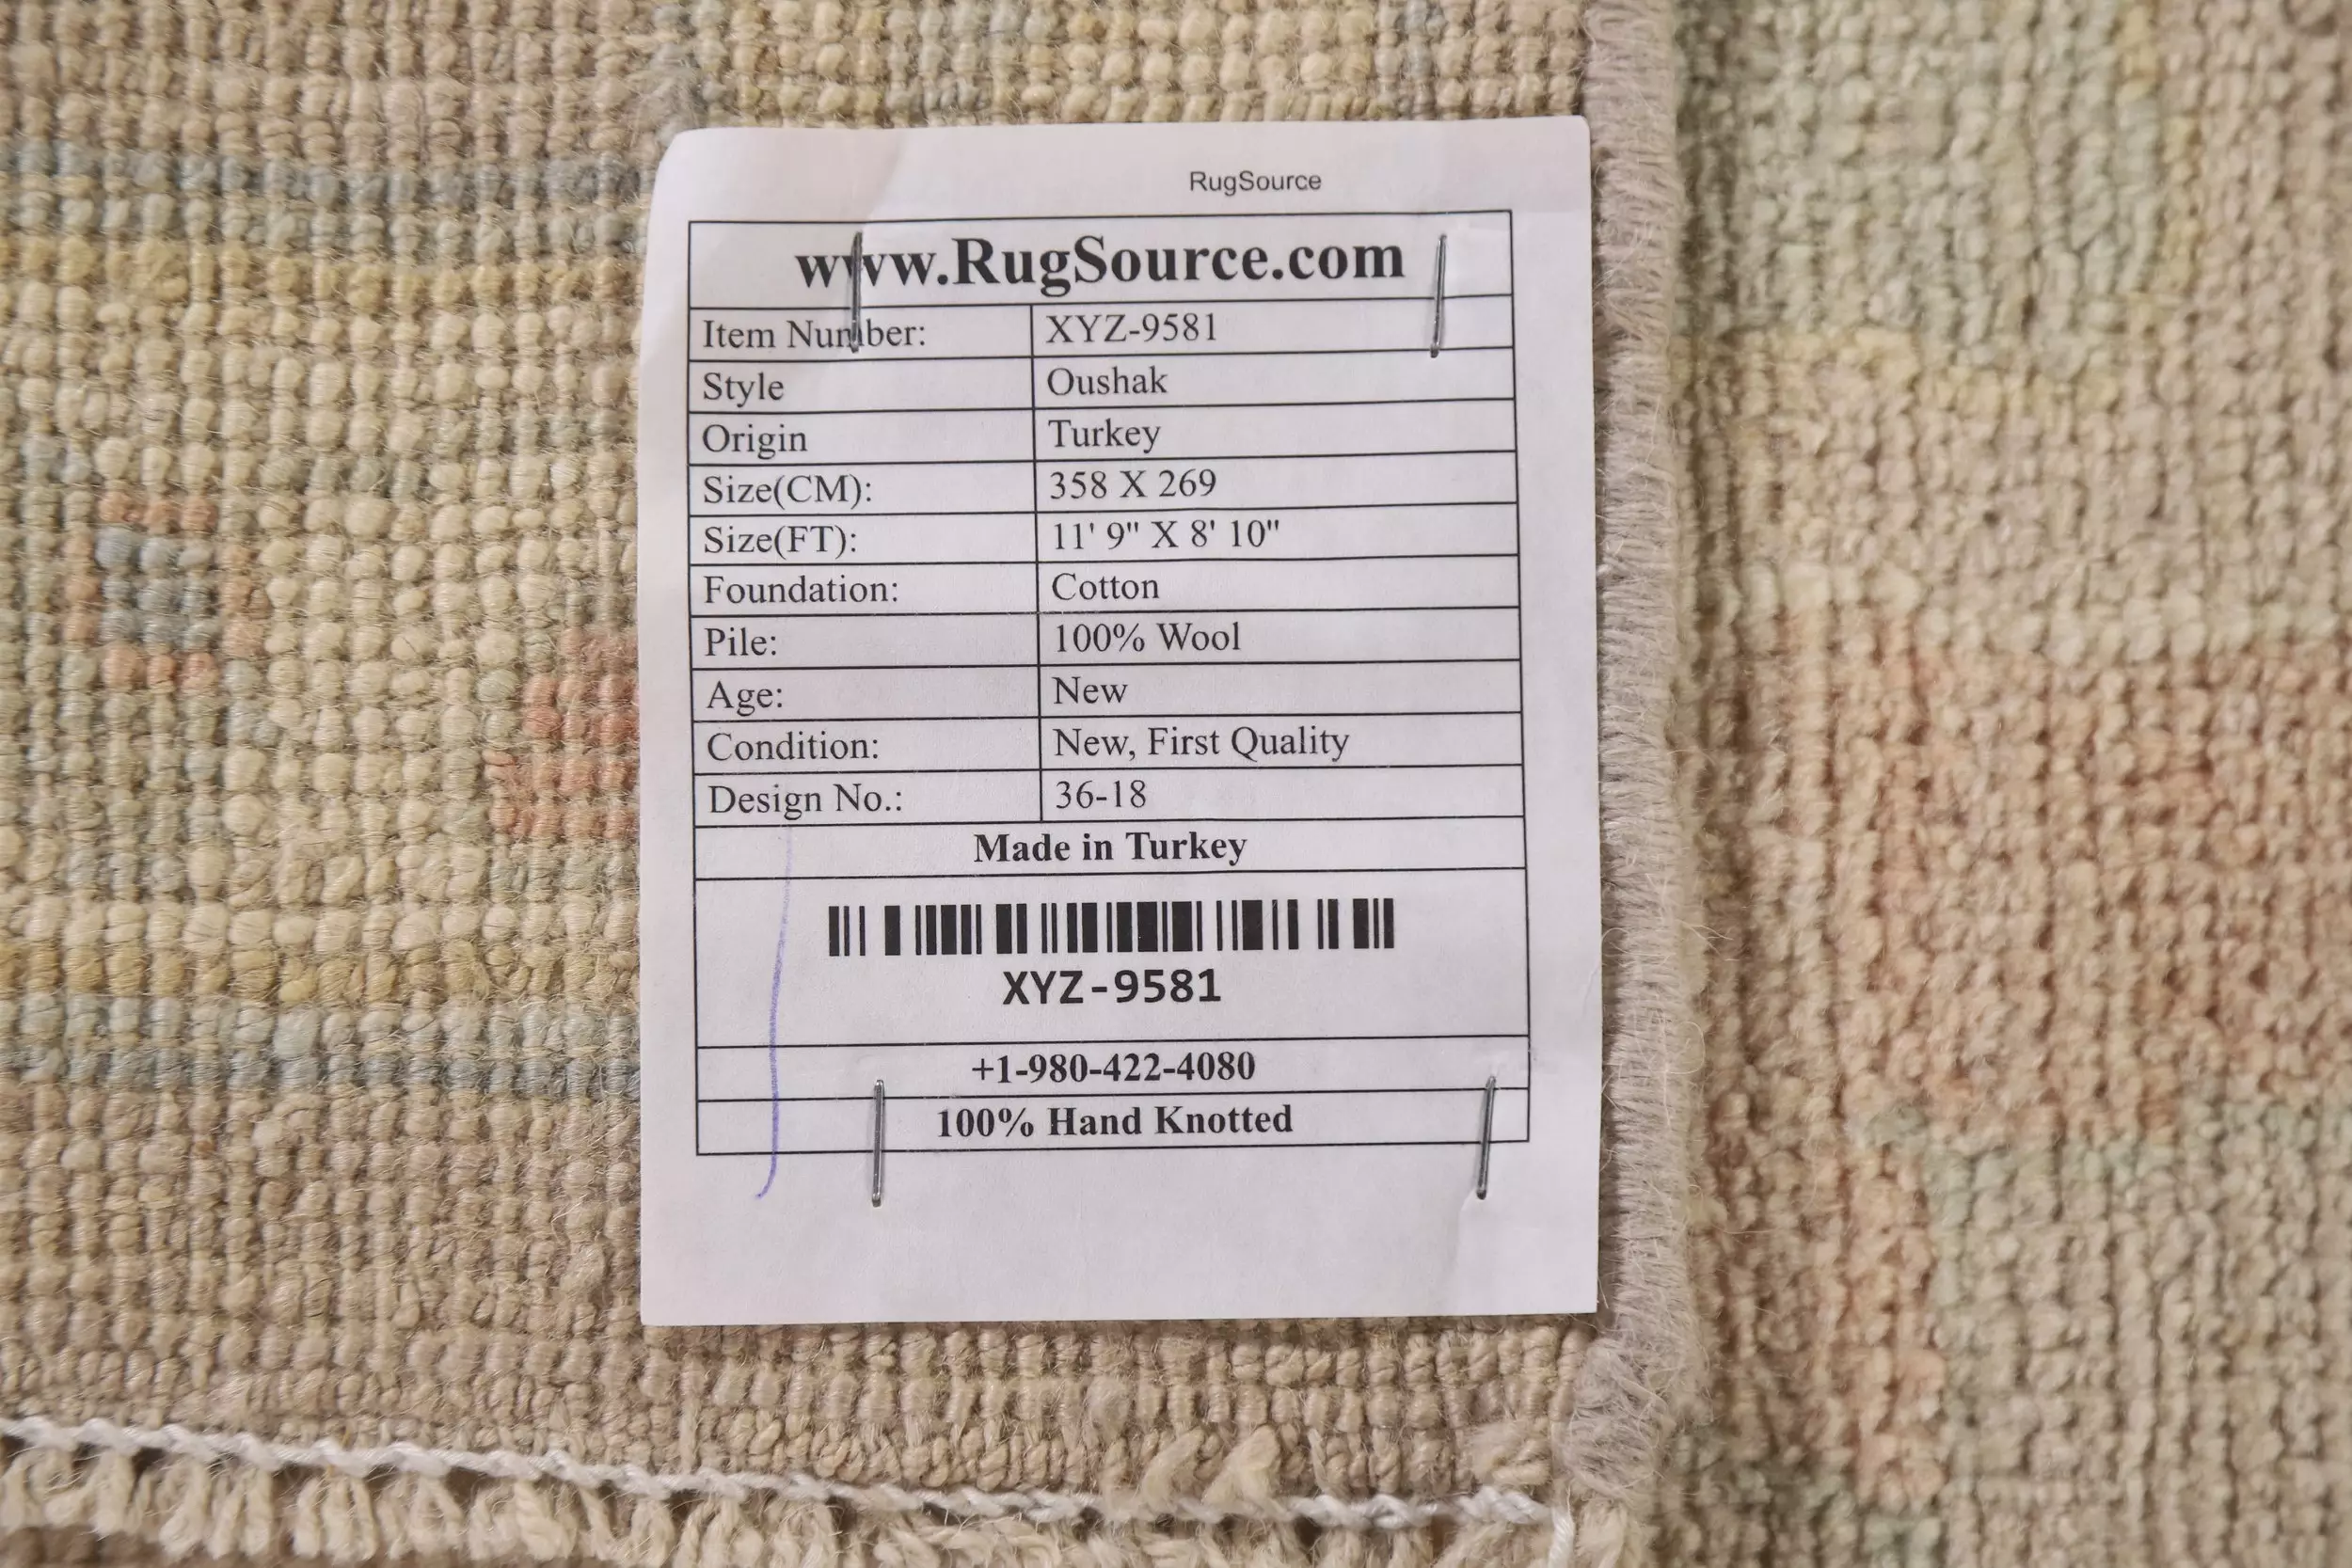 RugSource
www.RugSource.com
Item Number: XYZ-9581
Style Oushak
Origin Turkey
Size(CM): 358 X 269
Size(FT): 11' 9" X 8' 10"
Foundation: Cotton
Pile: 100% Wool
Age: New
Condition: New, First Quality
Design No.: 36-18
Made in Turkey
XYZ-9581
+1-980-422-4080
100% Hand Knotted